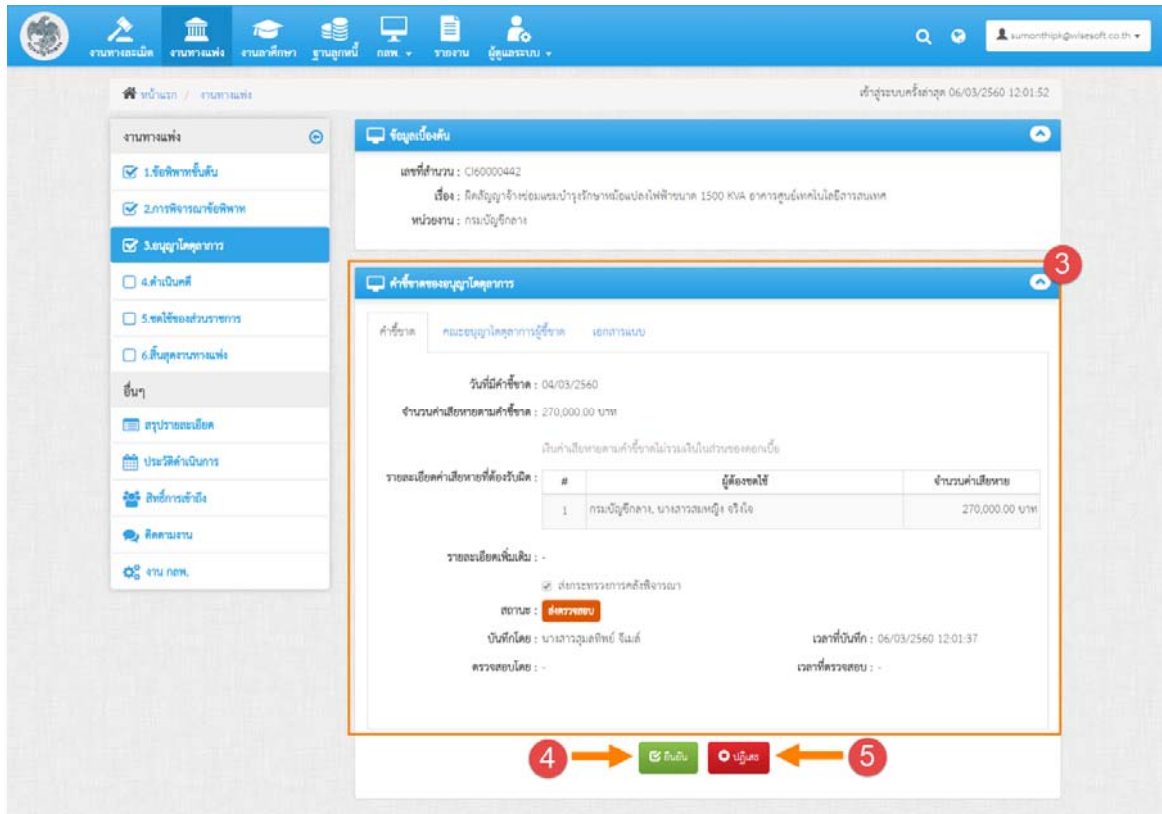 งานทางละเมิด งานทางแพ่ง งานอาศึกษา ฐานลูกหนี้ กลพ. รายงาน ผู้ดูแลระบบ sumonthipk@wisesoft.co.th
หน้าแรก / งานทางแพ่ง เข้าสู่ระบบครั้งล่าสุด 06/03/2560 12:01:52
งานทางแพ่ง
1.ข้อพิพาทขั้นต้น
2.การพิจารณาข้อพิพาท
3.อนุญาโตตุลาการ
4.ดำเนินคดี
5.ชดใช้ของส่วนราชการ
6.สิ้นสุดงานทางแพ่ง
อื่นๆ
สรุปรายละเอียด
ประวัติดำเนินการ
สิทธิ์การเข้าถึง
ติดตามงาน
งาน กลพ.
ข้อมูลเบื้องต้น
เลขที่สำนวน : CI60000442
เรื่อง : ผิดสัญญาจ้างซ่อมแซมบำรุงรักษาหม้อแปลงไฟฟ้าขนาด 1500 KVA อาคารศูนย์เทคโนโลยีสารสนเทศ
หน่วยงาน : กรมบัญชีกลาง
3
คำชี้ขาดของอนุญาโตตุลาการ
คำชี้ขาด คณะอนุญาโตตุลาการผู้ชี้ขาด เอกสารแนบ
วันที่มีคำชี้ขาด : 04/03/2560
จำนวนค่าเสียหายตามคำชี้ขาด : 270,000.00 บาท
เงินค่าเสียหายตามคำชี้ขาดไม่รวมเงินในส่วนของดอกเบี้ย
รายละเอียดค่าเสียหายที่ต้องรับผิด : # ผู้ต้องชดใช้ จำนวนค่าเสียหาย
1 กรมบัญชีกลาง, นางสาวสมหญิง จริงใจ 270,000.00 บาท
รายละเอียดเพิ่มเติม : -
ส่งกระทรวงการคลังพิจารณา
สถานะ : ส่งตรวจสอบ
บันทึกโดย : นางสาวสุมลทิพย์ จีเมล์ เวลาที่บันทึก : 06/03/2560 12:01:37
ตรวจสอบโดย : - เวลาที่ตรวจสอบ : -
4 ยืนยัน ปฏิเสธ 5